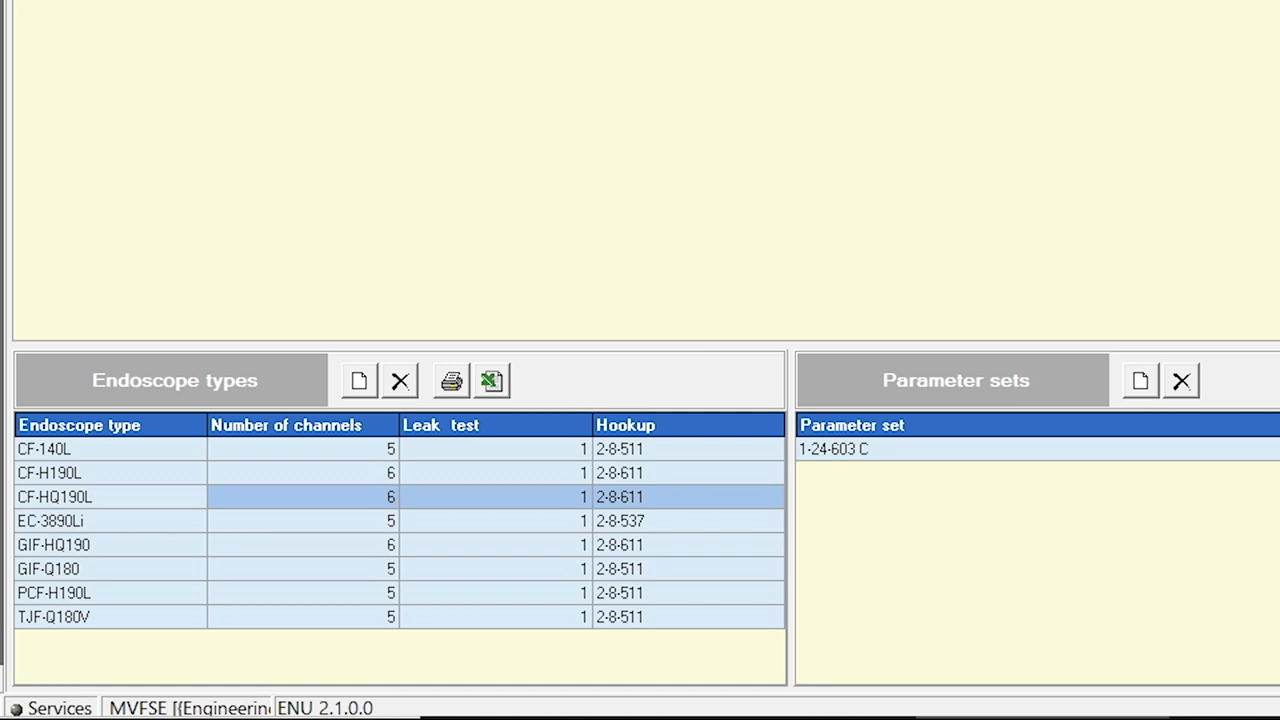 Endoscope types
Parameter sets
Endoscope type Number of channels Leak test Hookup
Parameter set
CF-140L 5 1 2-8-511
1-24-603 C
CF-H190L 6 1 2-8-611
CF-HQ190L 6 1 2-8-611
EC-3890Li 5 1 2-8-537
GIF-HQ190 6 1 2-8-611
GIF-Q180 5 1 2-8-511
PCF-H190L 5 1 2-8-511
TJF-Q180V 5 1 2-8-511
Services MVFSE [{Engineerin ENU 2.1.0.0